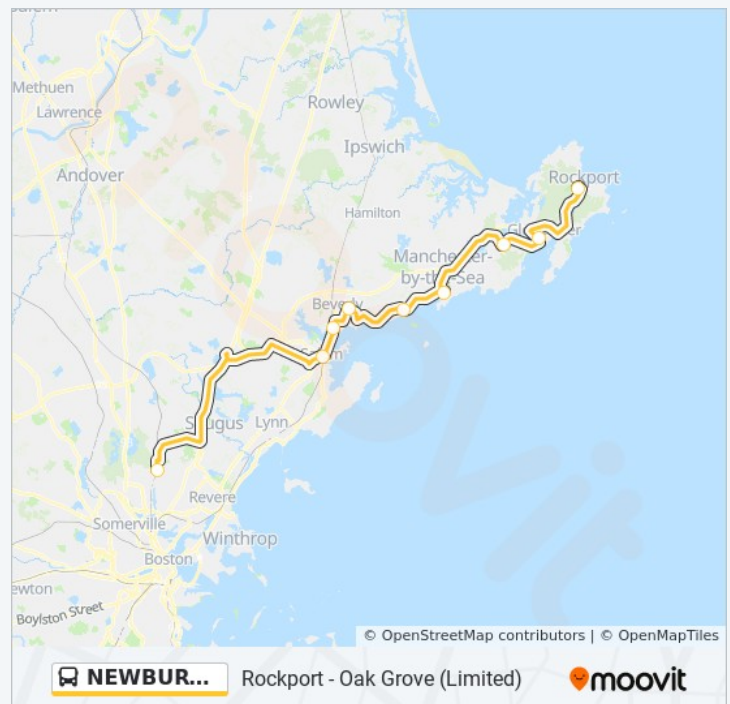 Methuen
Lawrence
Rowley
Ipswich
Andover
Rockport
Hamilton
Manchester-
by-the-Sea
Beverly
Saugus
Lynn
Revere
Somerville
Winthrop
Boston
ewton
Boylston Street
© OpenStreetMap contributors | © OpenMapTiles
NEWBUR... Rockport - Oak Grove (Limited) moovit